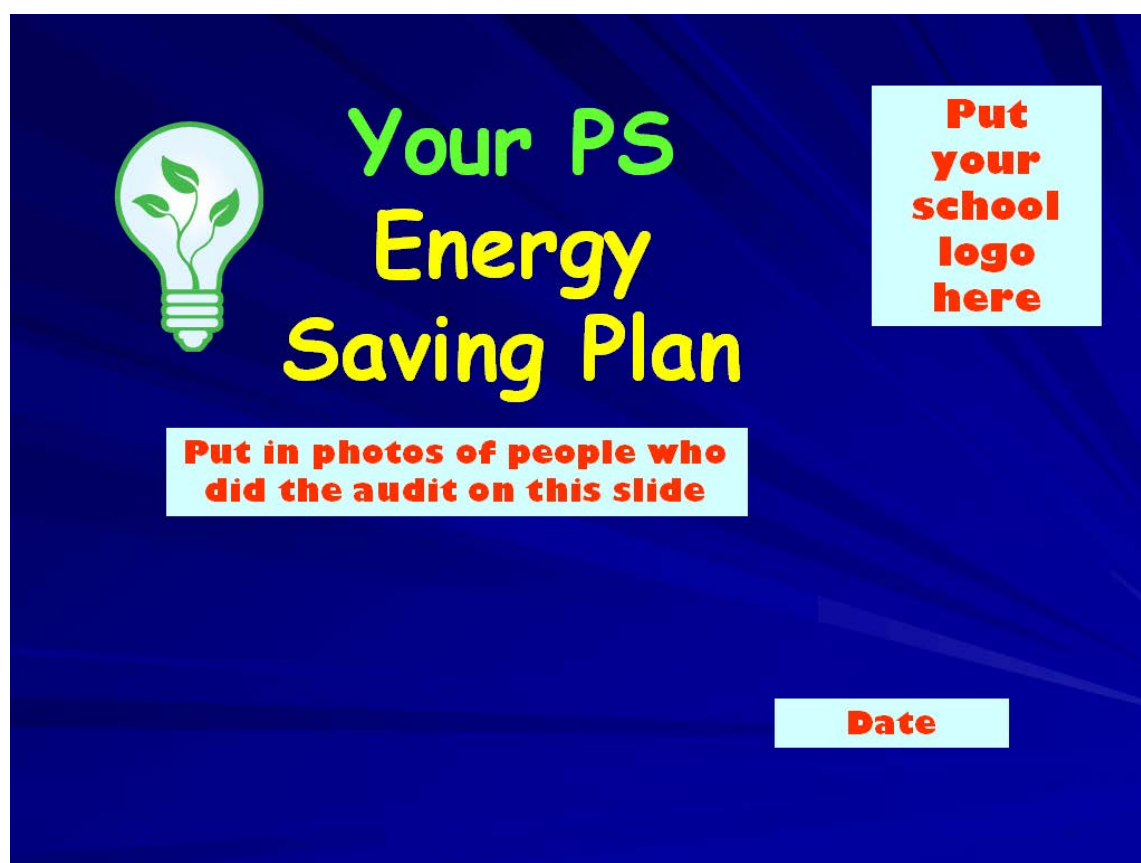 Your PS
Energy
Saving Plan
Put
your
school
logo
here
Put in photos of people who
did the audit on this slide
Date